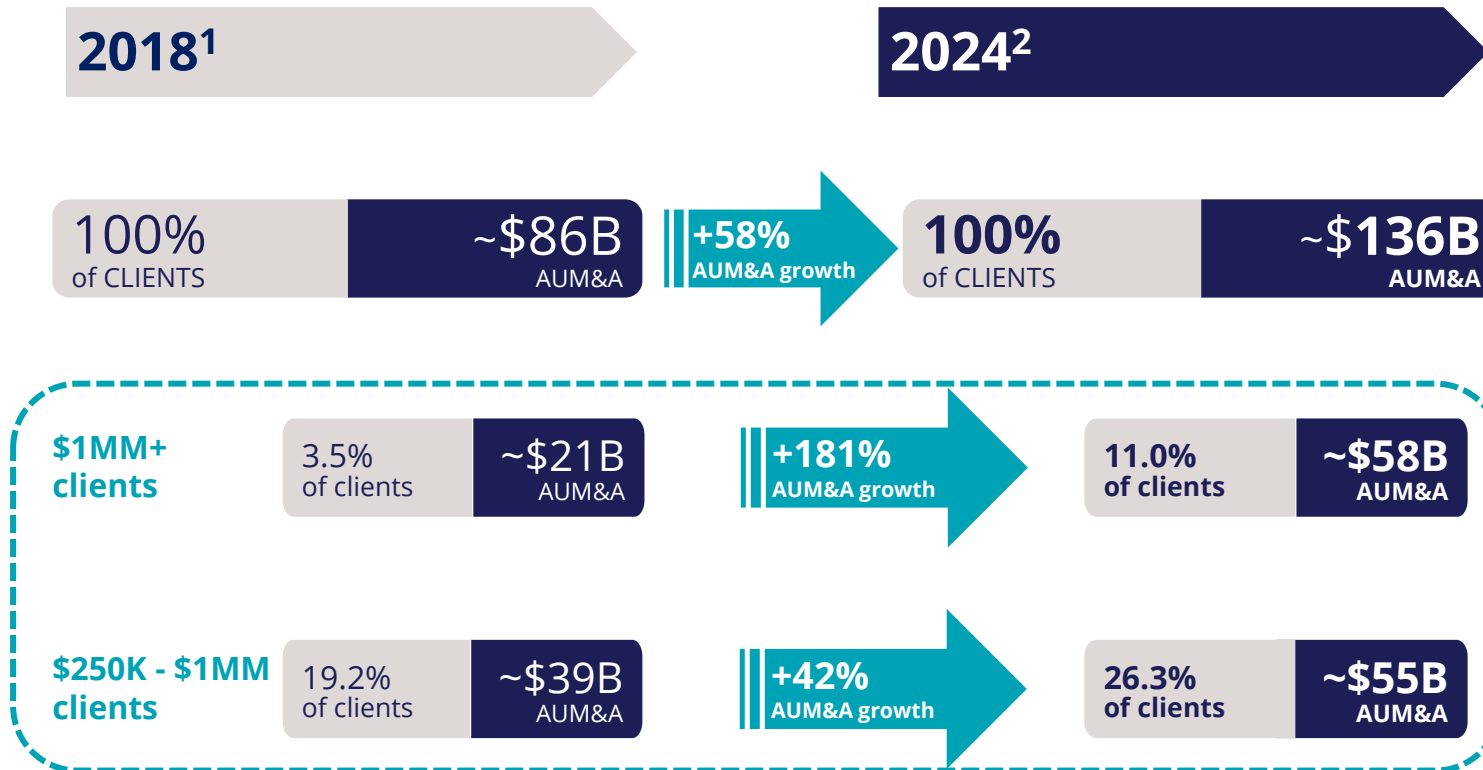 2018¹
2024²
100%
of CLIENTS
~$86B
AUM&A
+58%
AUM&A growth
100%
of CLIENTS
~$136B
AUM&A
$1MM+
clients
3.5%
of clients
~$21B
AUM&A
+181%
AUM&A growth
11.0%
of clients
~$58B
AUM&A
$250K - $1MM
clients
19.2%
of clients
~$39B
AUM&A
+42%
AUM&A growth
26.3%
of clients
~$55B
AUM&A